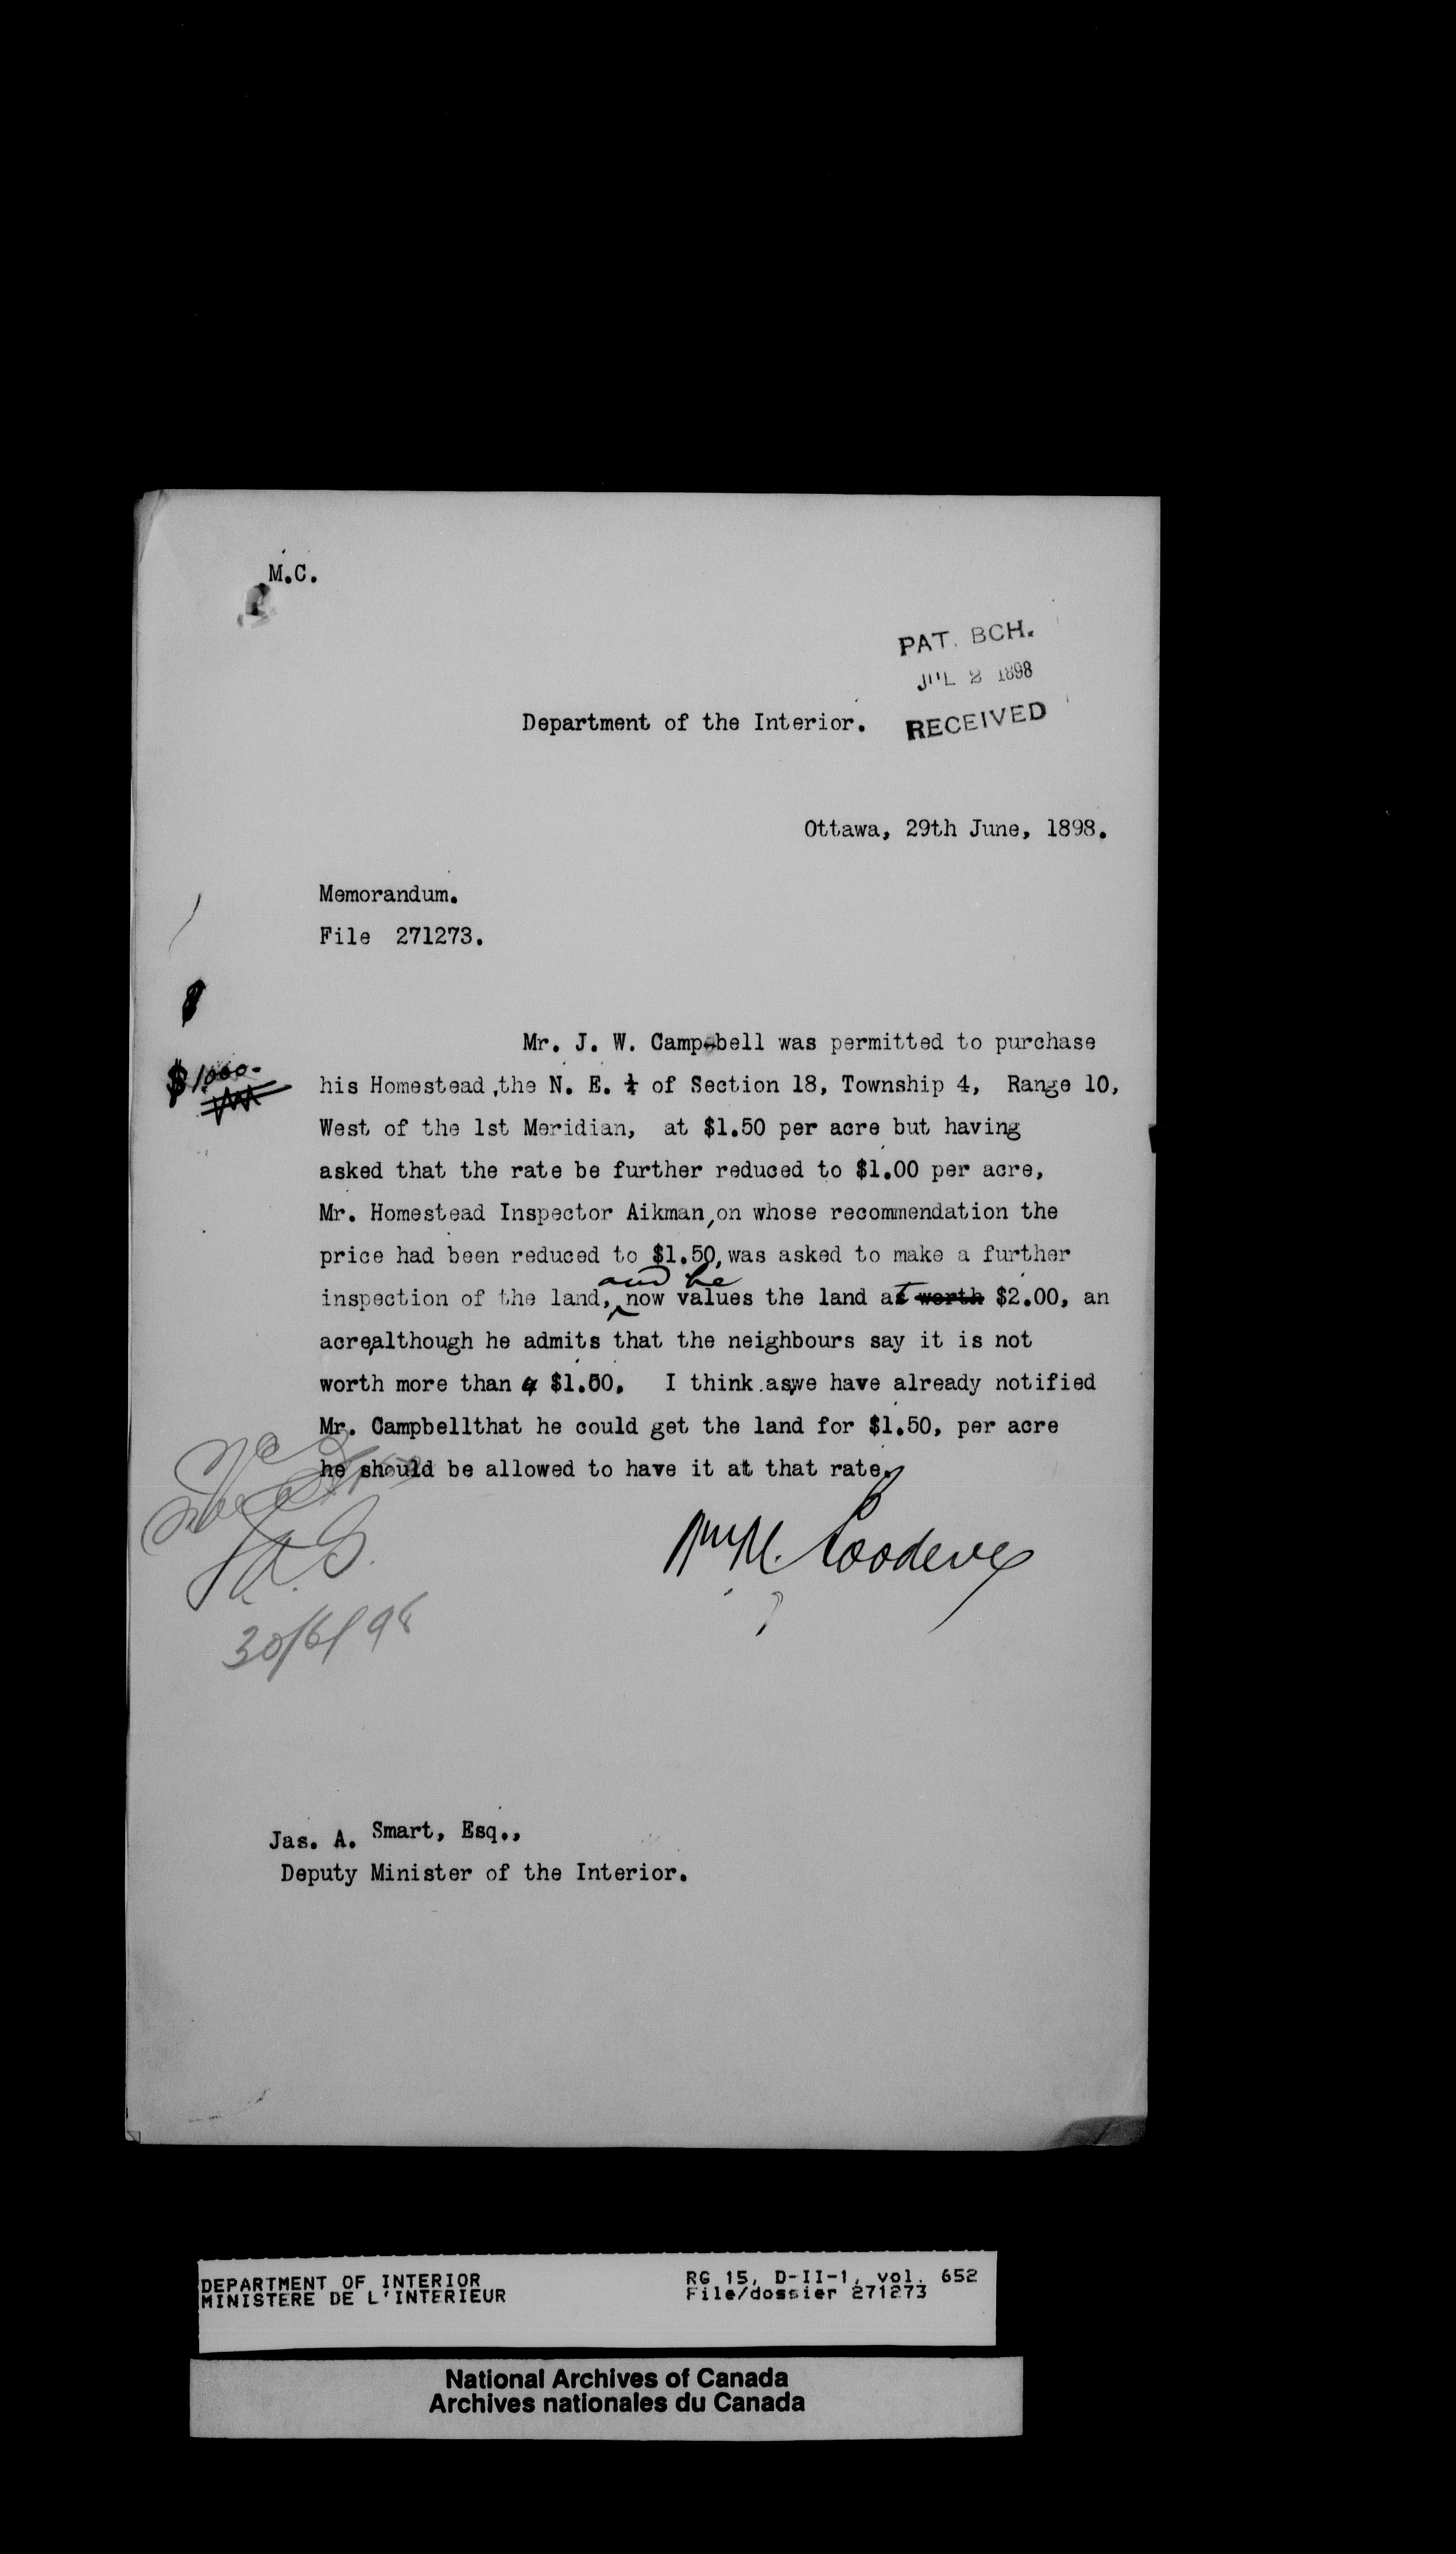 M.C.
PAT. BCH.
JUL 2 1898
RECEIVED
Department of the Interior.
Ottawa, 29th June, 1898.
Memorandum.
File 271273.
Mr. J. W. Camp-bell was permitted to purchase
$1.000-
his Homestead,the N. E. ¼ of Section 18, Township 4, Range 10,
West of the 1st Meridian, at $1.50 per acre but having
asked that the rate be further reduced to $1.00 per acre,
Mr. Homestead Inspector Aikman,on whose recommendation the
price had been reduced to $1.50,was asked to make a further
and he
inspection of the land, now values the land at worth $2.00, an
acre,although he admits that the neighbours say it is not
worth more than $1.00. I think as,we have already notified
Mr. Campbellthat he could get the land for $1.50, per acre
he should be allowed to have it at that rate.
J.A.S.
30/6/98
Jas. A. Smart, Esq.,
Deputy Minister of the Interior.
DEPARTMENT OF INTERIOR
MINISTERE DE L'INTERIEUR
RG 15, D-II-1, vol. 652
File/dossier 271273
National Archives of Canada
Archives nationales du Canada